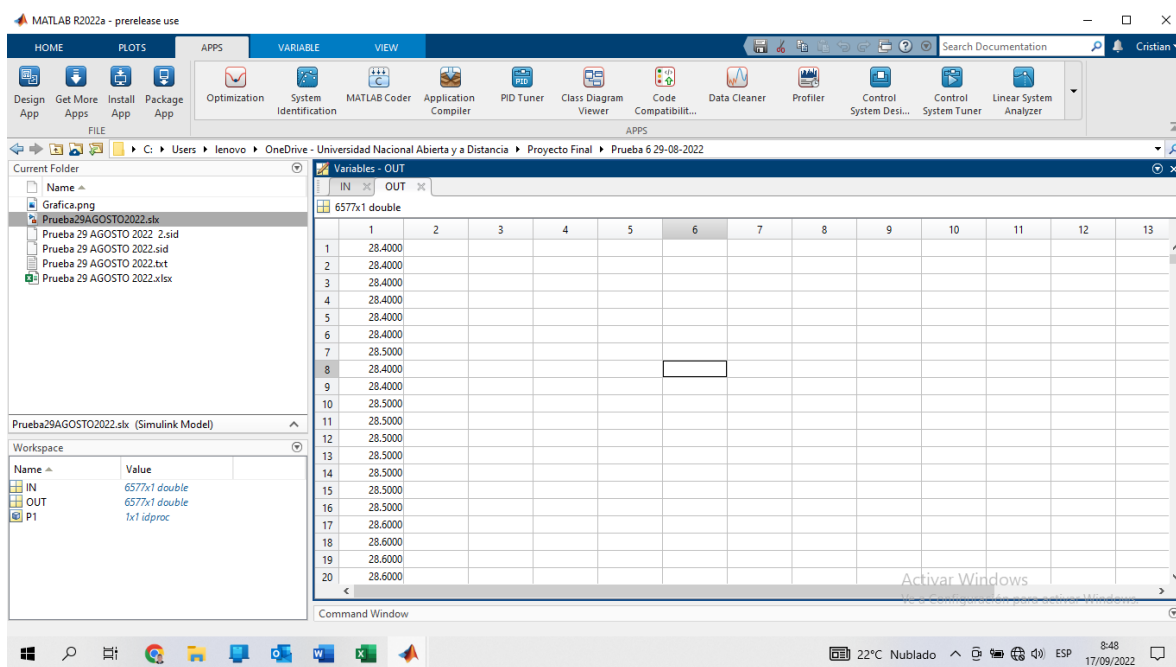 MATLAB R2022a - prerelease use
HOME PLOTS APPS VARIABLE VIEW Search Documentation Cristian
Design App Get More Apps Install App Package App Optimization System Identification MATLAB Coder Application Compiler PID Tuner Class Diagram Viewer Code Compatibilit... Data Cleaner Profiler Control System Desi... Control System Tuner Linear System Analyzer
FILE APPS
C: Users lenovo OneDrive - Universidad Nacional Abierta y a Distancia Proyecto Final Prueba 6 29-08-2022
Current Folder
Name
Grafica.png
Prueba29AGOSTO2022.slx
Prueba 29 AGOSTO 2022 2.sid
Prueba 29 AGOSTO 2022.sid
Prueba 29 AGOSTO 2022.txt
Prueba 29 AGOSTO 2022.xlsx
Prueba29AGOSTO2022.slx (Simulink Model)
Workspace
Name Value
IN 6577x1 double
OUT 6577x1 double
P1 1x1 idproc
Variables - OUT
IN OUT
6577x1 double
1 2 3 4 5 6 7 8 9 10 11 12 13
1 28.4000
2 28.4000
3 28.4000
4 28.4000
5 28.4000
6 28.4000
7 28.5000
8 28.4000
9 28.4000
10 28.5000
11 28.5000
12 28.5000
13 28.5000
14 28.5000
15 28.5000
16 28.5000
17 28.6000
18 28.6000
19 28.6000
20 28.6000
Activar Windows
Ve a Configuración para activar Windows.
Command Window
22°C Nublado ESP 8:48
17/09/2022